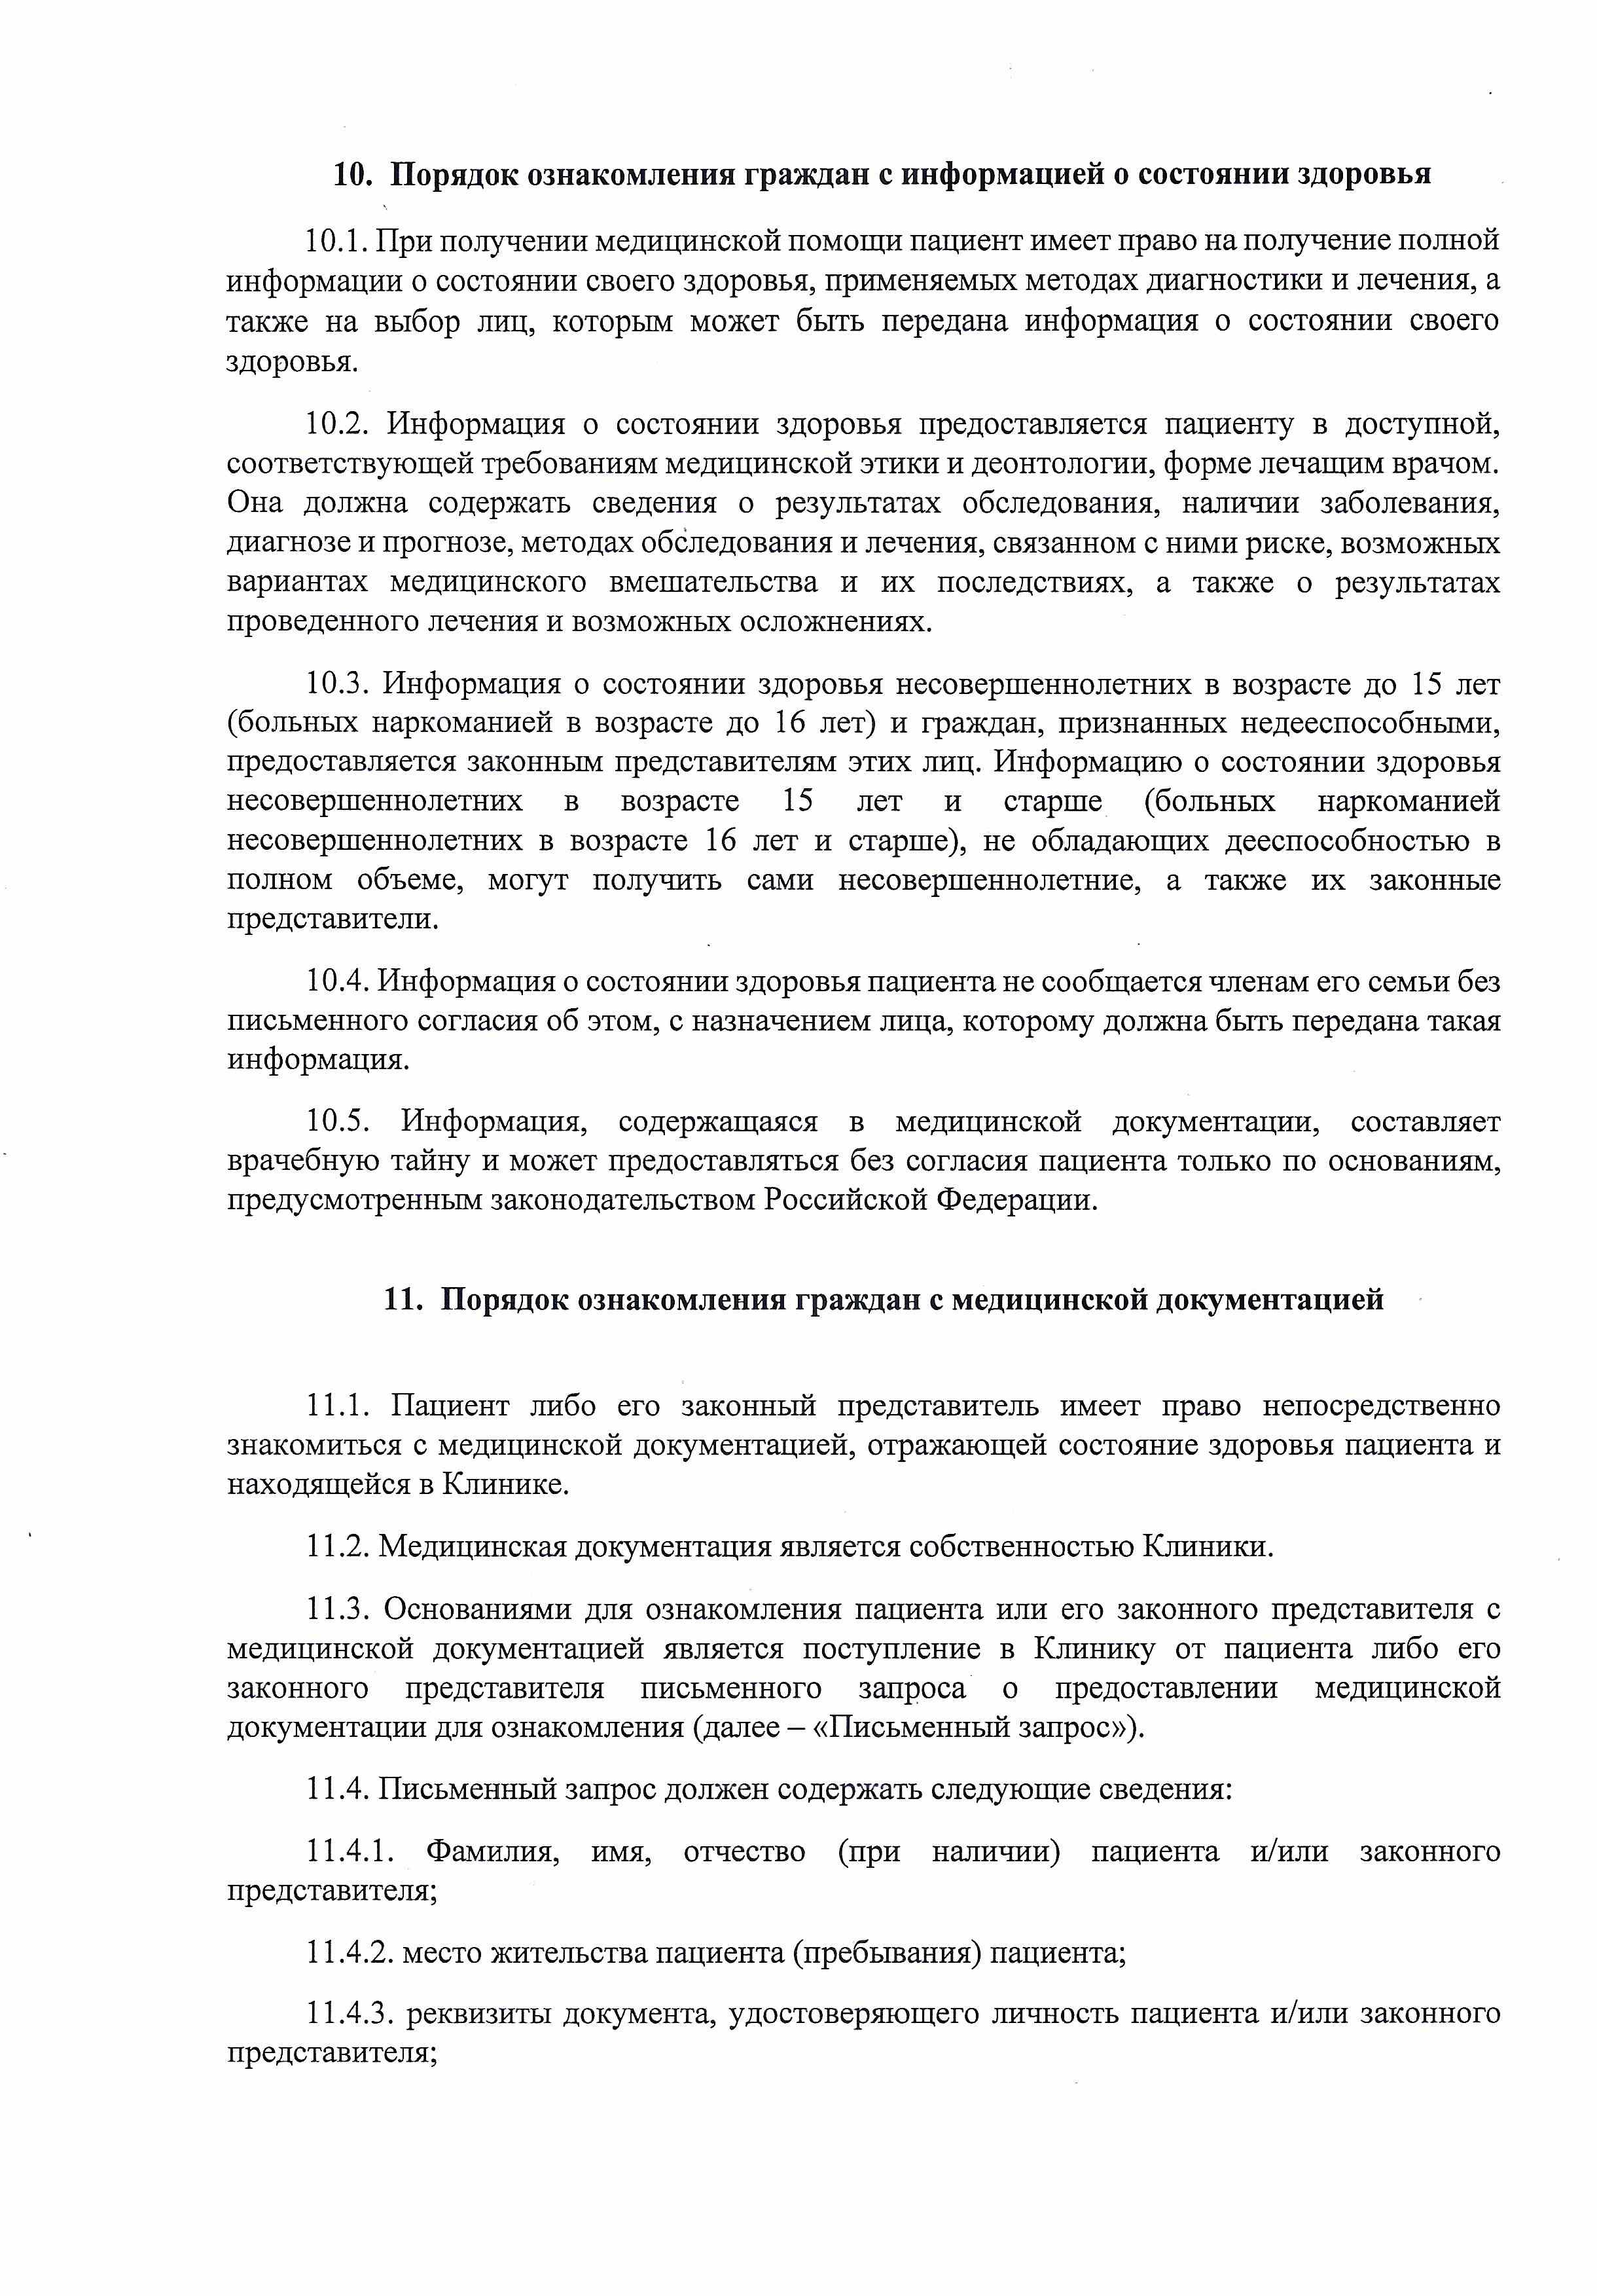 10. Порядок ознакомления граждан с информацией о состоянии здоровья
10.1. При получении медицинской помощи пациент имеет право на получение полной
информации о состоянии своего здоровья, применяемых методах диагностики и лечения, а
также на выбор лиц, которым может быть передана информация о состоянии своего
здоровья.
10.2. Информация о состоянии здоровья предоставляется пациенту в доступной,
соответствующей требованиям медицинской этики и деонтологии, форме лечащим врачом.
Она должна содержать сведения о результатах обследования, наличии заболевания,
диагнозе и прогнозе, методах обследования и лечения, связанном с ними риске, возможных
вариантах медицинского вмешательства и их последствиях, а также о результатах
проведенного лечения и возможных осложнениях.
10.3. Информация о состоянии здоровья несовершеннолетних в возрасте до 15 лет
(больных наркоманией в возрасте до 16 лет) и граждан, признанных недееспособными,
предоставляется законным представителям этих лиц. Информацию о состоянии здоровья
несовершеннолетних в возрасте 15 лет и старше (больных наркоманией
несовершеннолетних в возрасте 16 лет и старше), не обладающих дееспособностью в
полном объеме, могут получить сами несовершеннолетние, а также их законные
представители.
10.4. Информация о состоянии здоровья пациента не сообщается членам его семьи без
письменного согласия об этом, с назначением лица, которому должна быть передана такая
информация.
10.5. Информация, содержащаяся в медицинской документации, составляет
врачебную тайну и может предоставляться без согласия пациента только по основаниям,
предусмотренным законодательством Российской Федерации.
11. Порядок ознакомления граждан с медицинской документацией
11.1. Пациент либо его законный представитель имеет право непосредственно
знакомиться с медицинской документацией, отражающей состояние здоровья пациента и
находящейся в Клинике.
11.2. Медицинская документация является собственностью Клиники.
11.3. Основаниями для ознакомления пациента или его законного представителя с
медицинской документацией является поступление в Клинику от пациента либо его
законного представителя письменного запроса о предоставлении медицинской
документации для ознакомления (далее – «Письменный запрос»).
11.4. Письменный запрос должен содержать следующие сведения:
11.4.1. Фамилия, имя, отчество (при наличии) пациента и/или законного
представителя;
11.4.2. место жительства пациента (пребывания) пациента;
11.4.3. реквизиты документа, удостоверяющего личность пациента и/или законного
представителя;